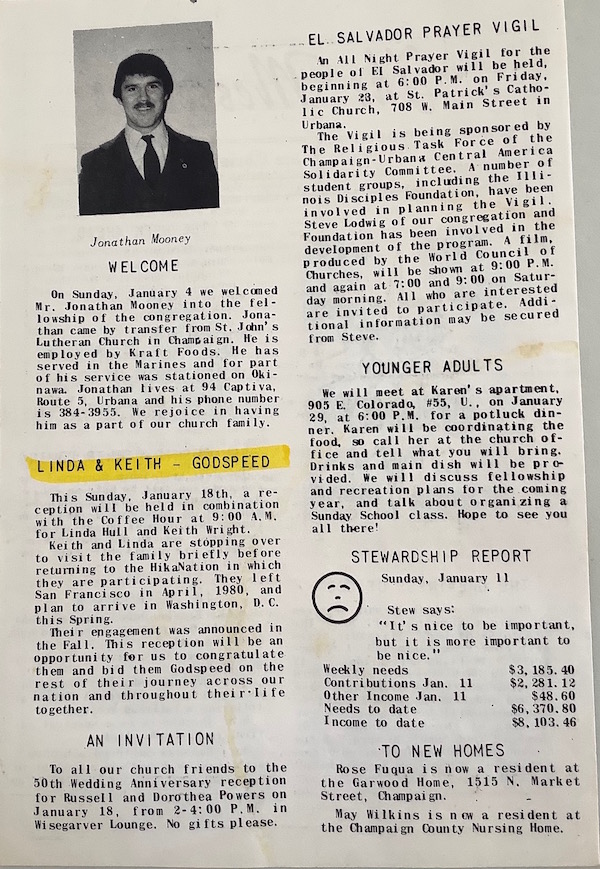 Jonathan Mooney
WELCOME
On Sunday, January 4 we welcomed
Mr. Jonathan Mooney into the fel-
lowship of the congregation. Jona-
than came by transfer from St. John's
Lutheran Church in Champaign. He is
employed by Kraft Foods. He has
served in the Marines and for part
of his service was stationed on Oki-
nawa. Jonathan lives at 94 Captiva,
Route 5, Urbana and his phone number
is 384-3955. We rejoice in having
him as a part of our church family.
LINDA & KEITH - GODSPEED
This Sunday, January 18th, a re-
ception will be held in combination
with the Coffee Hour at 9:00 A.M.
for Linda Hull and Keith Wright.
Keith and Linda are stopping over
to visit the family briefly before
returning to the HikaNation in which
they are participating. They left
San Francisco in April, 1980, and
plan to arrive in Washington, D.C.
this Spring.
Their engagement was announced in
the Fall. This reception will be an
opportunity for us to congratulate
them and bid them Godspeed on the
rest of their journey across our
nation and throughout their life
together.
AN INVITATION
To all our church friends to the
50th Wedding Anniversary reception
for Russell and Dorothea Powers on
January 18, from 2-4:00 P.M. in
Wisegarver Lounge. No gifts please.
EL SALVADOR PRAYER VIGIL
An All Night Prayer Vigil for the
people of El Salvador will be held,
beginning at 6:00 P.M. on Friday,
January 23, at St. Patrick's Catho-
lic Church, 708 W. Main Street in
Urbana.
The Vigil is being sponsored by
The Religious Task Force of the
Champaign-Urbana Central America
Solidarity Committee. A number of
student groups, including the Illi-
nois Disciples Foundation, have been
involved in planning the Vigil.
Steve Lodwig of our congregation and
Foundation has been involved in the
development of the program. A film,
produced by the World Council of
Churches, will be shown at 9:00 P.M.
and again at 7:00 and 9:00 on Satur-
day morning. All who are interested
are invited to participate. Addi-
tional information may be secured
from Steve.
YOUNGER ADULTS
We will meet at Karen's apartment,
905 E. Colorado, #55, U., on January
29, at 6:00 P.M. for a potluck din-
ner. Karen will be coordinating the
food, so call her at the church of-
fice and tell what you will bring.
Drinks and main dish will be pro-
vided. We will discuss fellowship
and recreation plans for the coming
year, and talk about organizing a
Sunday School class. Hope to see you
all there!
STEWARDSHIP REPORT
Sunday, January 11
Stew says:
"It's nice to be important,
but it is more important to
be nice."
Weekly needs $3,185.40
Contributions Jan. 11 $2,281.12
Other Income Jan. 11 $48.60
Needs to date $6,370.80
Income to date $8,103.46
TO NEW HOMES
Rose Fuqua is now a resident at
the Garwood Home, 1515 N. Market
Street, Champaign.
May Wilkins is now a resident at
the Champaign County Nursing Home.